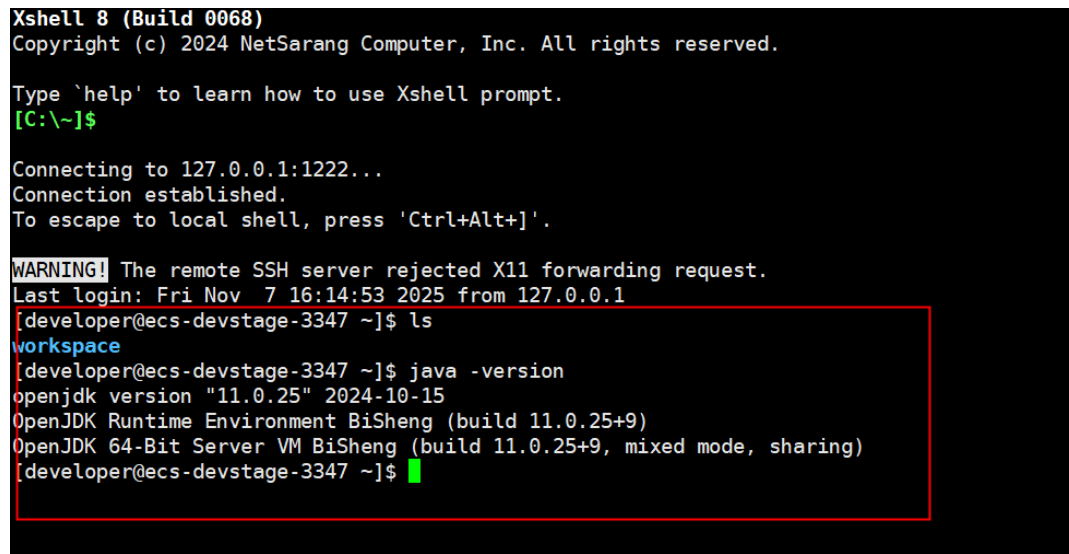 Xshell 8 (Build 0068)
Copyright (c) 2024 NetSarang Computer, Inc. All rights reserved.
Type `help' to learn how to use Xshell prompt.
[C:\~]$
Connecting to 127.0.0.1:1222...
Connection established.
To escape to local shell, press 'Ctrl+Alt+]'.
WARNING! The remote SSH server rejected X11 forwarding request.
Last login: Fri Nov  7 16:14:53 2025 from 127.0.0.1
[developer@ecs-devstage-3347 ~]$ ls
workspace
[developer@ecs-devstage-3347 ~]$ java -version
openjdk version "11.0.25" 2024-10-15
OpenJDK Runtime Environment BiSheng (build 11.0.25+9)
OpenJDK 64-Bit Server VM BiSheng (build 11.0.25+9, mixed mode, sharing)
[developer@ecs-devstage-3347 ~]$